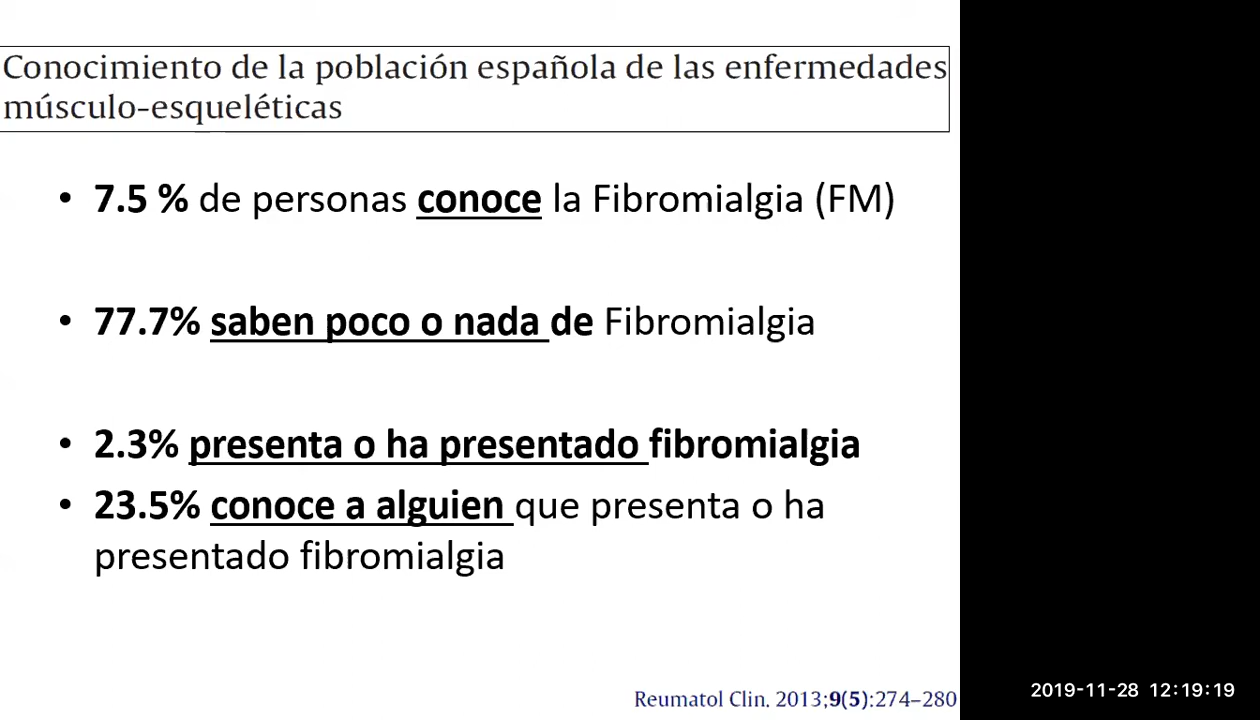 Conocimiento de la población española de las enfermedades
músculo-esqueléticas
• 7.5 % de personas conoce la Fibromialgia (FM)
• 77.7% saben poco o nada de Fibromialgia
• 2.3% presenta o ha presentado fibromialgia
• 23.5% conoce a alguien que presenta o ha
presentado fibromialgia
Reumatol Clin. 2013;9(5):274–280
2019-11-28 12:19:19